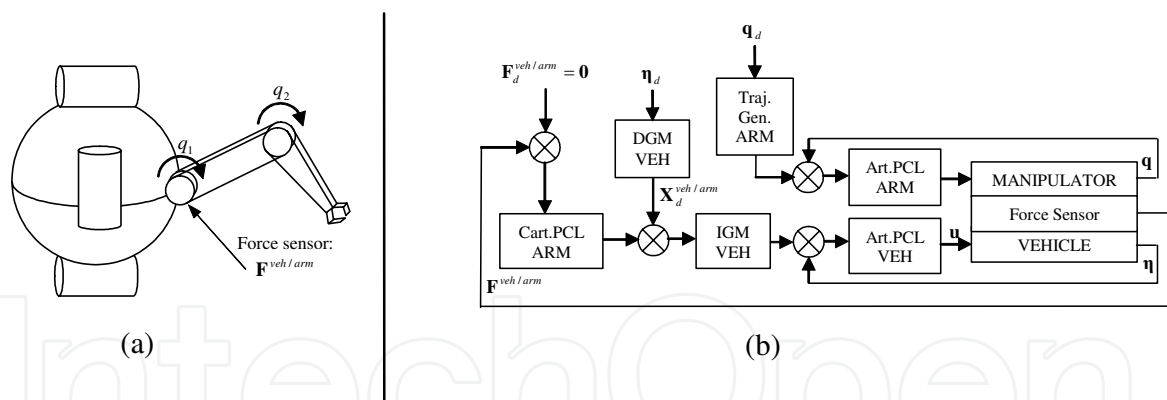 q₂
q₁
Force sensor:
F^{veh/arm}
(a)
q_d
F_d^{veh/arm} = 0
η_d
Traj.
Gen.
ARM
DGM
VEH
X_d^{veh/arm}
Art.PCL
ARM
MANIPULATOR
q
Force Sensor
Cart.PCL
ARM
IGM
VEH
Art.PCL
VEH
u
VEHICLE
η
F^{veh/arm}
(b)
IntechOpen